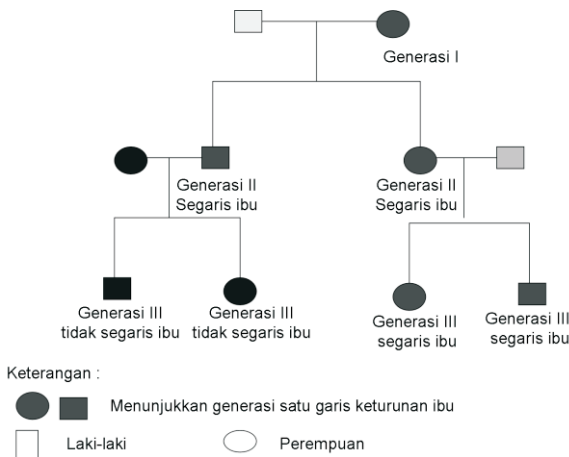 Generasi I
Generasi II
Segaris ibu
Generasi II
Segaris ibu
Generasi III
tidak segaris ibu
Generasi III
tidak segaris ibu
Generasi III
segaris ibu
Generasi III
segaris ibu
Keterangan :
Menunjukkan generasi satu garis keturunan ibu
Laki-laki
Perempuan